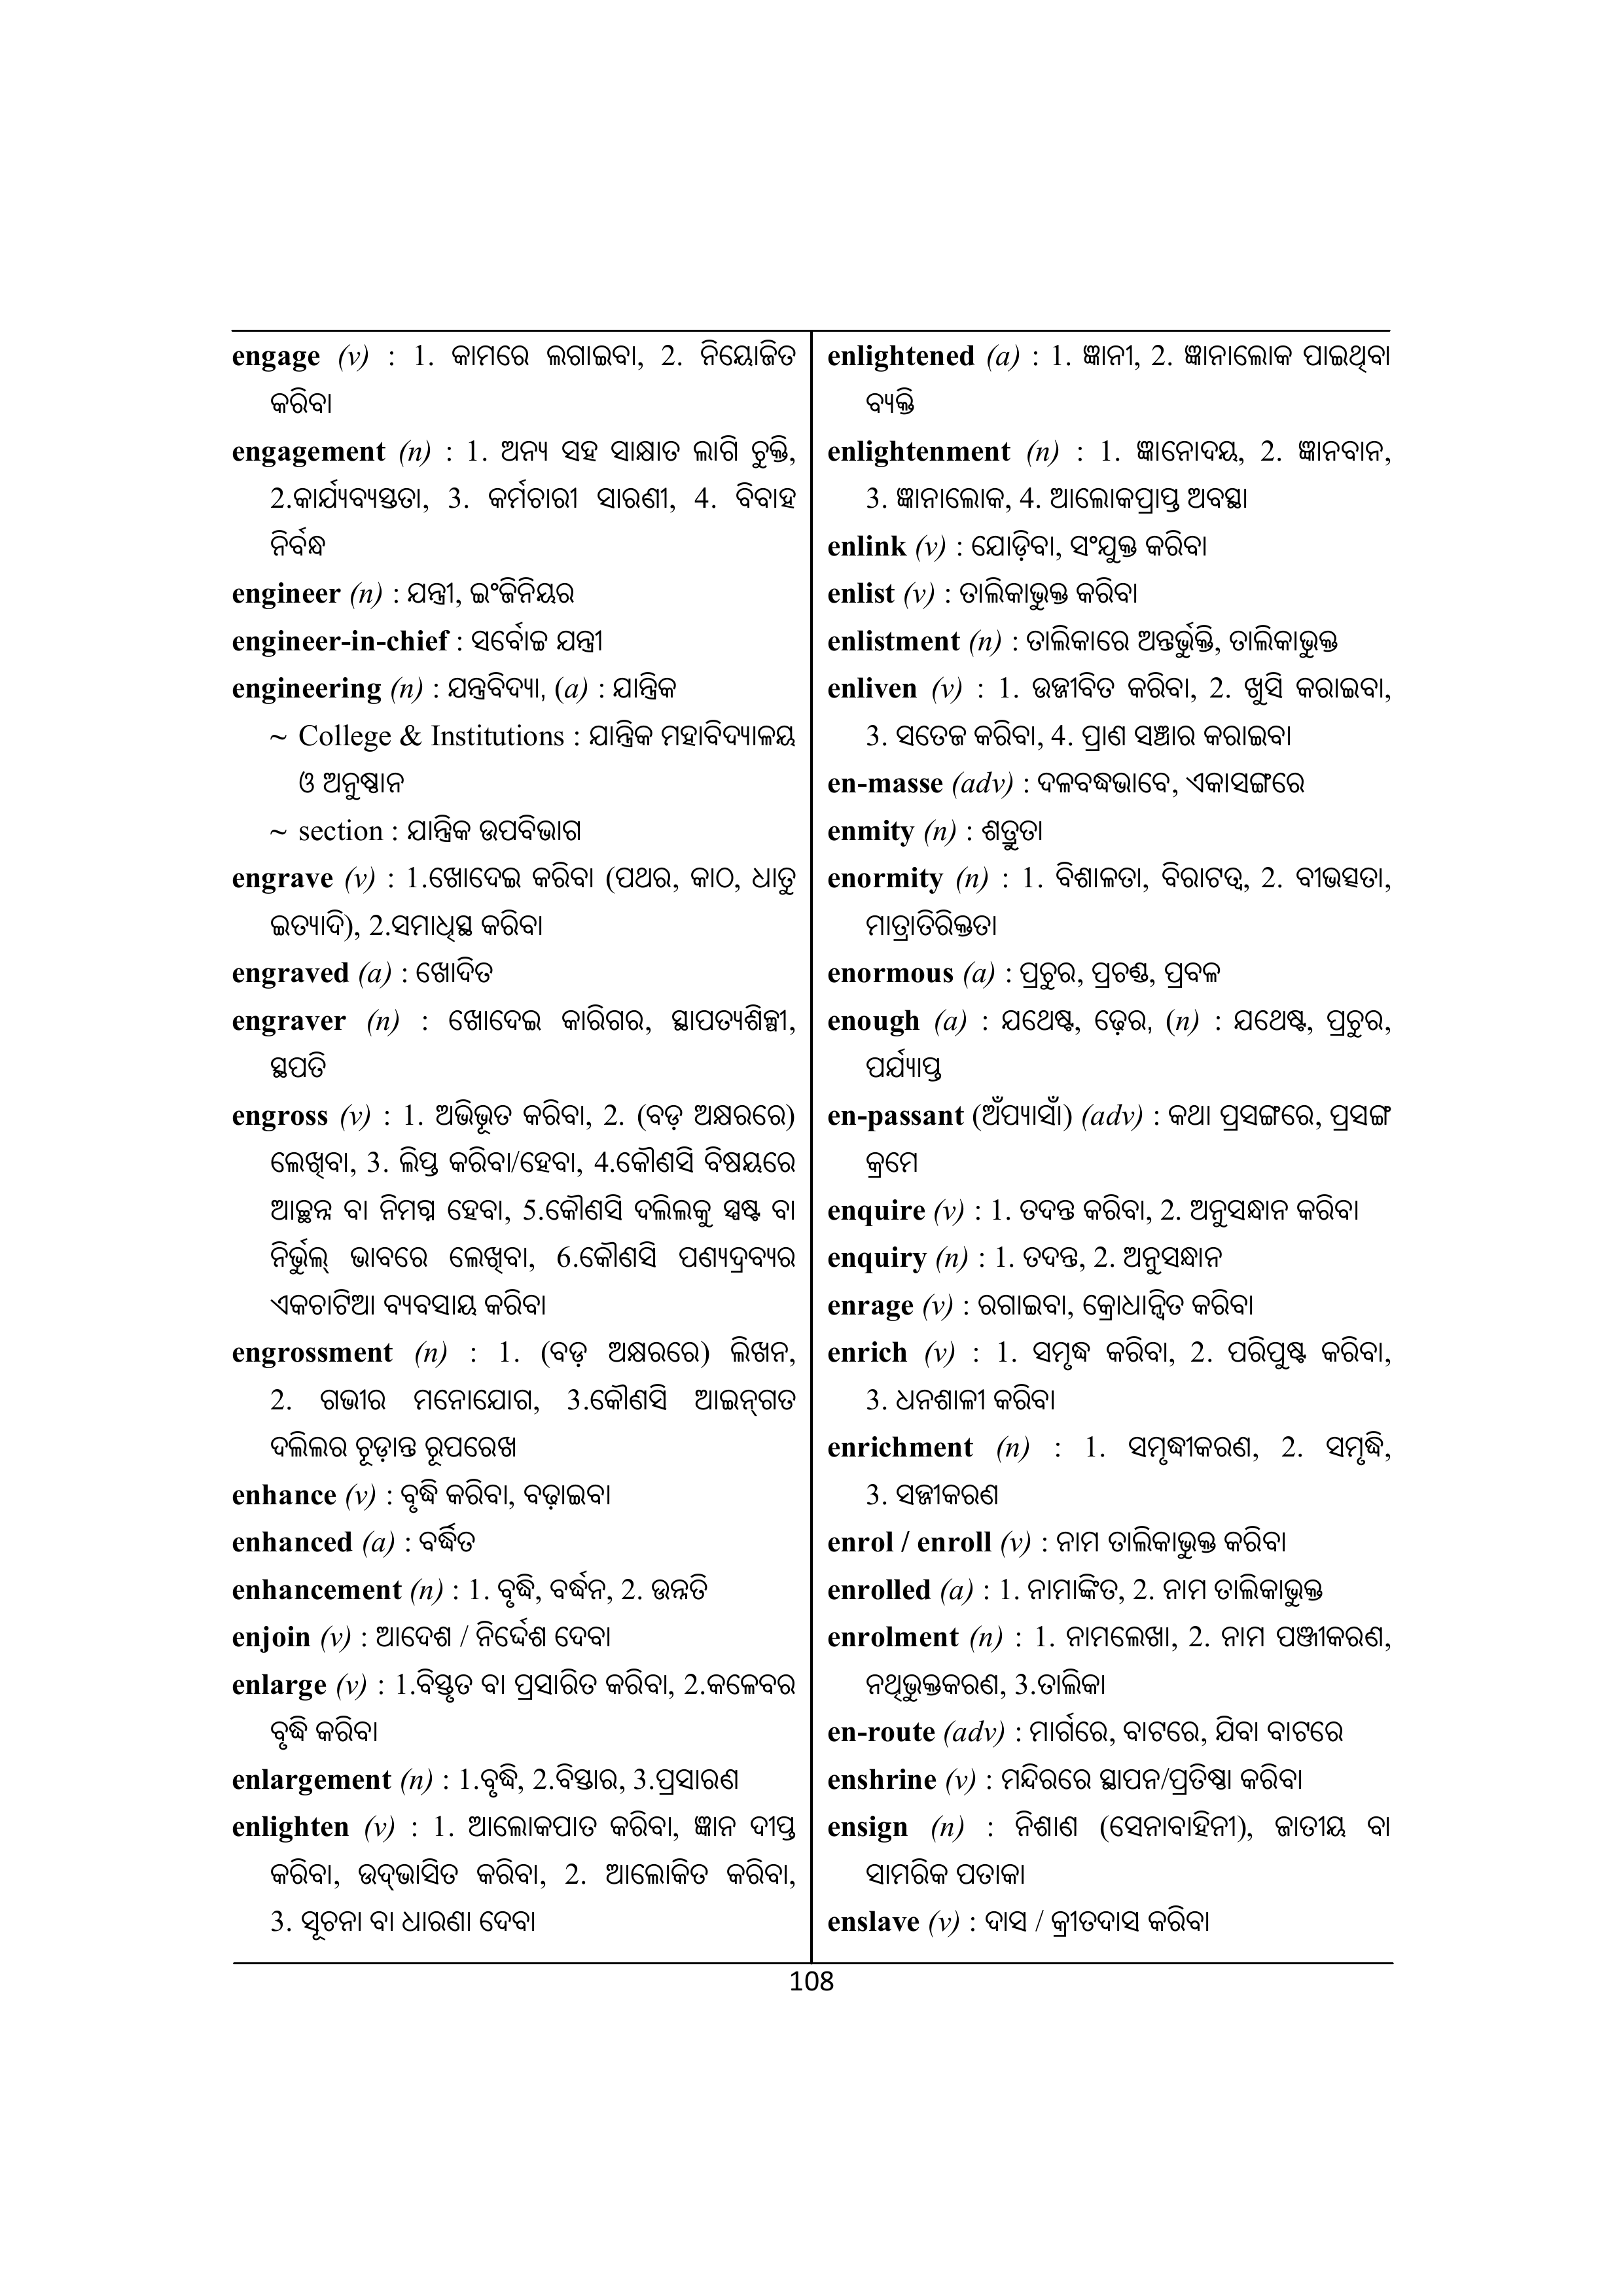 engage (v) : 1. କାମରେ ଲଗାଇବା, 2. ନିୟୋଜିତ
କରିବା
engagement (n) : 1. ଅନ୍ୟ ସହ ସାକ୍ଷାତ ଲାଗି ଚୁକ୍ତି,
2.କାର୍ଯ୍ୟବ୍ୟସ୍ତତା, 3. କର୍ମଚାରୀ ସାରଣୀ, 4. ବିବାହ
ନିର୍ବନ୍ଧ
engineer (n) : ଯନ୍ତ୍ରୀ, ଇଂଜିନିୟର
engineer-in-chief : ସର୍ବୋଚ୍ଚ ଯନ୍ତ୍ରୀ
engineering (n) : ଯନ୍ତ୍ରବିଦ୍ୟା, (a) : ଯାନ୍ତ୍ରିକ
~ College & Institutions : ଯାନ୍ତ୍ରିକ ମହାବିଦ୍ୟାଳୟ
ଓ ଅନୁଷ୍ଠାନ
~ section : ଯାନ୍ତ୍ରିକ ଉପବିଭାଗ
engrave (v) : 1.ଖୋଦେଇ କରିବା (ପଥର, କାଠ, ଧାତୁ
ଇତ୍ୟାଦି), 2.ସମାଧିସ୍ଥ କରିବା
engraved (a) : ଖୋଦିତ
engraver (n) : ଖୋଦେଇ କାରିଗର, ସ୍ଥାପତ୍ୟଶିଳ୍ପୀ,
ସ୍ଥପତି
engross (v) : 1. ଅଭିଭୂତ କରିବା, 2. (ବଡ଼ ଅକ୍ଷରରେ)
ଲେଖିବା, 3. ଲିପ୍ତ କରିବା/ହେବା, 4.କୌଣସି ବିଷୟରେ
ଆଚ୍ଛନ୍ନ ବା ନିମଗ୍ନ ହେବା, 5.କୌଣସି ଦଲିଲକୁ ସ୍ପଷ୍ଟ ବା
ନିର୍ଭୁଲ୍ ଭାବରେ ଲେଖିବା, 6.କୌଣସି ପଣ୍ୟଦ୍ରବ୍ୟର
ଏକଚାଟିଆ ବ୍ୟବସାୟ କରିବା
engrossment (n) : 1. (ବଡ଼ ଅକ୍ଷରରେ) ଲିଖନ,
2. ଗଭୀର ମନୋଯୋଗ, 3.କୌଣସି ଆଇନ୍‌ଗତ
ଦଲିଲର ଚୂଡ଼ାନ୍ତ ରୂପରେଖ
enhance (v) : ବୃଦ୍ଧି କରିବା, ବଢ଼ାଇବା
enhanced (a) : ବର୍ଦ୍ଧିତ
enhancement (n) : 1. ବୃଦ୍ଧି, ବର୍ଦ୍ଧନ, 2. ଉନ୍ନତି
enjoin (v) : ଆଦେଶ / ନିର୍ଦ୍ଦେଶ ଦେବା
enlarge (v) : 1.ବିସ୍ତୃତ ବା ପ୍ରସାରିତ କରିବା, 2.କଳେବର
ବୃଦ୍ଧି କରିବା
enlargement (n) : 1.ବୃଦ୍ଧି, 2.ବିସ୍ତାର, 3.ପ୍ରସାରଣ
enlighten (v) : 1. ଆଲୋକପାତ କରିବା, ଜ୍ଞାନ ଦୀପ୍ତ
କରିବା, ଉଦ୍‌ଭାସିତ କରିବା, 2. ଆଲୋକିତ କରିବା,
3. ସୂଚନା ବା ଧାରଣା ଦେବା
enlightened (a) : 1. ଜ୍ଞାନୀ, 2. ଜ୍ଞାନାଲୋକ ପାଇଥିବା
ବ୍ୟକ୍ତି
enlightenment (n) : 1. ଜ୍ଞାନୋଦୟ, 2. ଜ୍ଞାନବାନ,
3. ଜ୍ଞାନାଲୋକ, 4. ଆଲୋକପ୍ରାପ୍ତ ଅବସ୍ଥା
enlink (v) : ଯୋଡ଼ିବା, ସଂଯୁକ୍ତ କରିବା
enlist (v) : ତାଲିକାଭୁକ୍ତ କରିବା
enlistment (n) : ତାଲିକାରେ ଅନ୍ତର୍ଭୁକ୍ତି, ତାଲିକାଭୁକ୍ତ
enliven (v) : 1. ଉଜ୍ଜୀବିତ କରିବା, 2. ଖୁସି କରାଇବା,
3. ସତେଜ କରିବା, 4. ପ୍ରାଣ ସଞ୍ଚାର କରାଇବା
en-masse (adv) : ଦଳବଦ୍ଧଭାବେ, ଏକାସଙ୍ଗରେ
enmity (n) : ଶତ୍ରୁତା
enormity (n) : 1. ବିଶାଳତା, ବିରାଟତ୍ୱ, 2. ବୀଭତ୍ସତା,
ମାତ୍ରାତିରିକ୍ତତା
enormous (a) : ପ୍ରଚୁର, ପ୍ରଚଣ୍ଡ, ପ୍ରବଳ
enough (a) : ଯଥେଷ୍ଟ, ଢ଼େର, (n) : ଯଥେଷ୍ଟ, ପ୍ରଚୁର,
ପର୍ଯ୍ୟାପ୍ତ
en-passant (ଅଁପ୍ୟାସାଁ) (adv) : କଥା ପ୍ରସଙ୍ଗରେ, ପ୍ରସଙ୍ଗ
କ୍ରମେ
enquire (v) : 1. ତଦନ୍ତ କରିବା, 2. ଅନୁସନ୍ଧାନ କରିବା
enquiry (n) : 1. ତଦନ୍ତ, 2. ଅନୁସନ୍ଧାନ
enrage (v) : ରଗାଇବା, କ୍ରୋଧାନ୍ୱିତ କରିବା
enrich (v) : 1. ସମୃଦ୍ଧ କରିବା, 2. ପରିପୁଷ୍ଟ କରିବା,
3. ଧନଶାଳୀ କରିବା
enrichment (n) : 1. ସମୃଦ୍ଧୀକରଣ, 2. ସମୃଦ୍ଧି,
3. ସଜ୍ଜୀକରଣ
enrol / enroll (v) : ନାମ ତାଲିକାଭୁକ୍ତ କରିବା
enrolled (a) : 1. ନାମାଙ୍କିତ, 2. ନାମ ତାଲିକାଭୁକ୍ତ
enrolment (n) : 1. ନାମଲେଖା, 2. ନାମ ପଞ୍ଜୀକରଣ,
ନଥିଭୁକ୍ତକରଣ, 3.ତାଲିକା
en-route (adv) : ମାର୍ଗରେ, ବାଟରେ, ଯିବା ବାଟରେ
enshrine (v) : ମନ୍ଦିରରେ ସ୍ଥାପନ/ପ୍ରତିଷ୍ଠା କରିବା
ensign (n) : ନିଶାଣ (ସେନାବାହିନୀ), ଜାତୀୟ ବା
ସାମରିକ ପତାକା
enslave (v) : ଦାସ / କ୍ରୀତଦାସ କରିବା
108